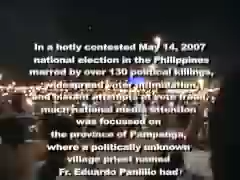 In a hotly contested May 14, 2007
national election in the Philippines
marred by over 130 political killings,
widespread voter intimidation,
and blatant attempts at vote fraud,
much national media attention
was focussed on
the province of Pampanga,
where a politically unknown
village priest named
Fr. Eduardo Panlilio had